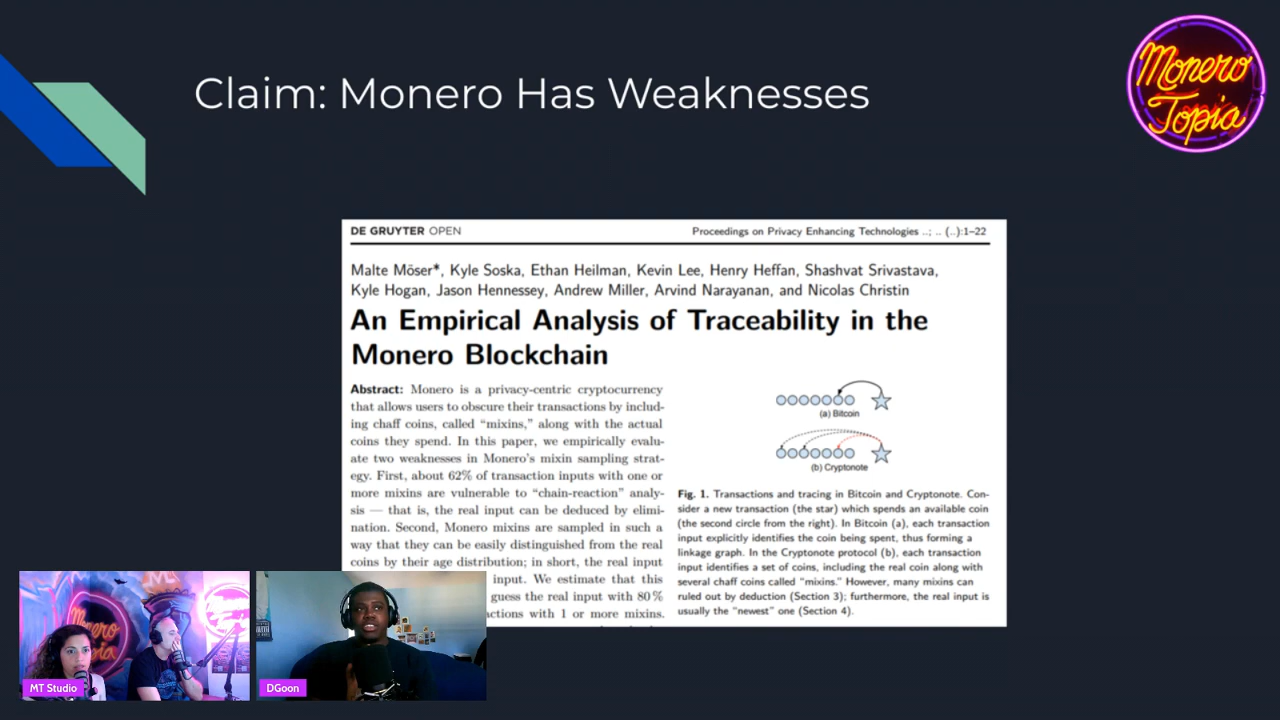 Claim: Monero Has Weaknesses
Monero
Topia
DE GRUYTER OPEN
Proceedings on Privacy Enhancing Technologies ..; .. (..):1–22
Malte Möser*, Kyle Soska, Ethan Heilman, Kevin Lee, Henry Heffan, Shashvat Srivastava,
Kyle Hogan, Jason Hennessey, Andrew Miller, Arvind Narayanan, and Nicolas Christin
An Empirical Analysis of Traceability in the
Monero Blockchain
Abstract: Monero is a privacy-centric cryptocurrency
that allows users to obscure their transactions by includ-
ing chaff coins, called “mixins,” along with the actual
coins they spend. In this paper, we empirically evalu-
ate two weaknesses in Monero’s mixin sampling strat-
egy. First, about 62% of transaction inputs with one or
more mixins are vulnerable to “chain-reaction” analy-
sis — that is, the real input can be deduced by elimi-
nation. Second, Monero mixins are sampled in such a
way that they can be easily distinguished from the real
coins by their age distribution; in short, the real input
input. We estimate that this
guess the real input with 80%
actions with 1 or more mixins.
(a) Bitcoin
(b) Cryptonote
Fig. 1. Transactions and tracing in Bitcoin and Cryptonote. Con-
sider a new transaction (the star) which spends an available coin
(the second circle from the right). In Bitcoin (a), each transaction
input explicitly identifies the coin being spent, thus forming a
linkage graph. In the Cryptonote protocol (b), each transaction
input identifies a set of coins, including the real coin along with
several chaff coins called “mixins.” However, many mixins can
ruled out by deduction (Section 3); furthermore, the real input is
usually the “newest” one (Section 4).
Monero
Topia
MT Studio
DGoon